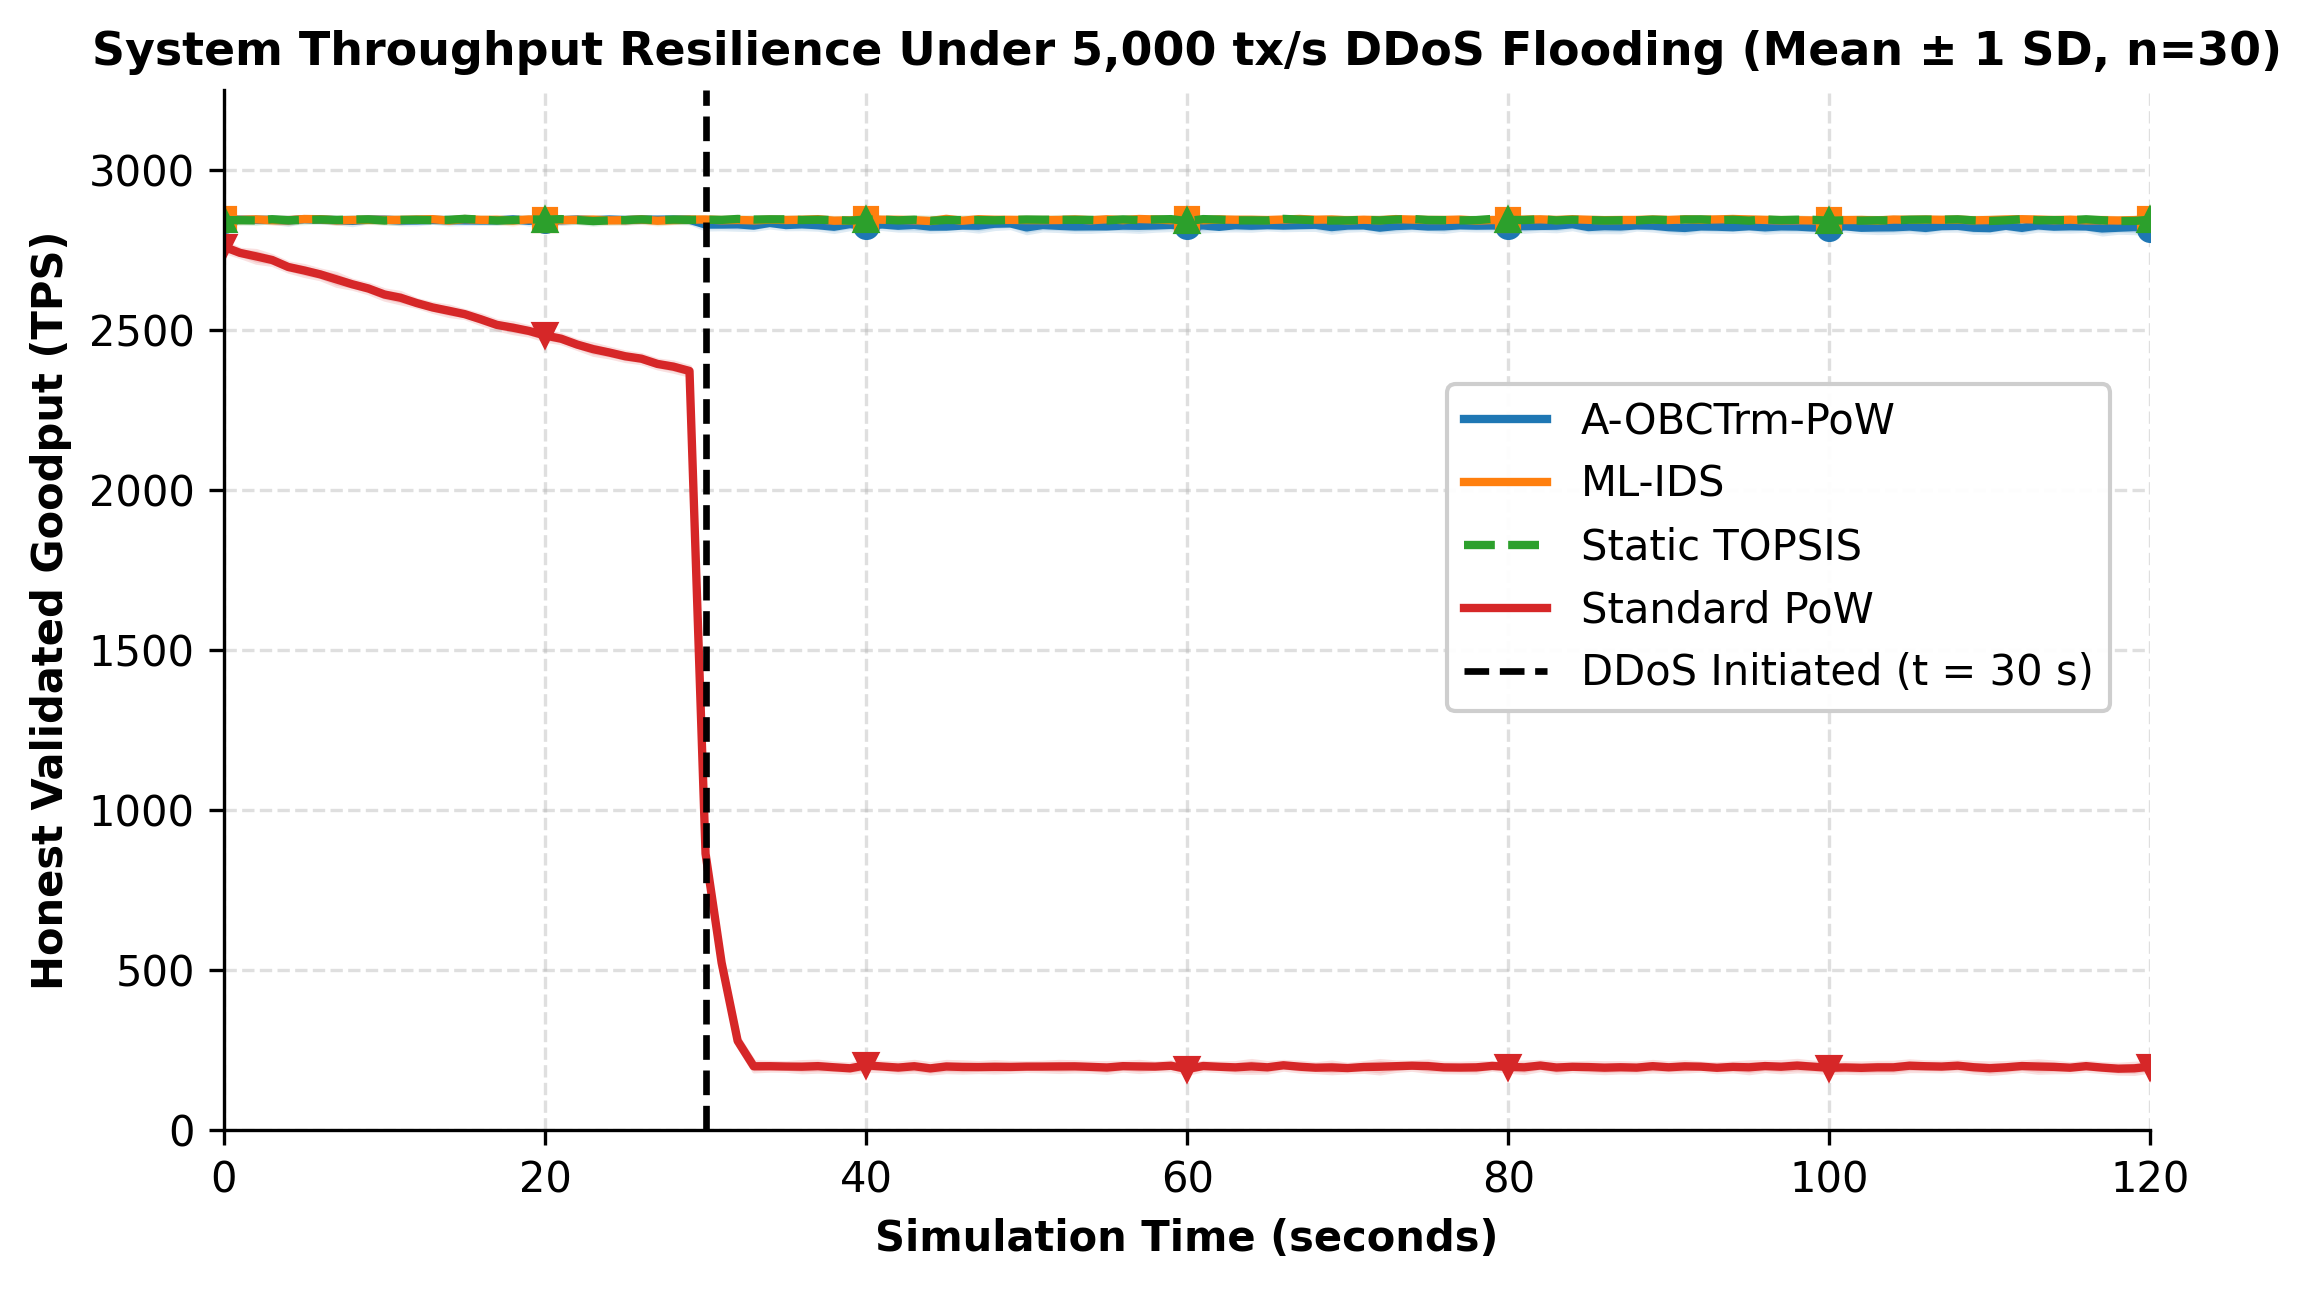 System Throughput Resilience Under 5,000 tx/s DDoS Flooding (Mean ± 1 SD, n=30)
Honest Validated Goodput (TPS)
3000
2500
2000
1500
1000
500
0
A-OBCTrm-PoW
ML-IDS
Static TOPSIS
Standard PoW
DDoS Initiated (t = 30 s)
0 20 40 60 80 100 120
Simulation Time (seconds)